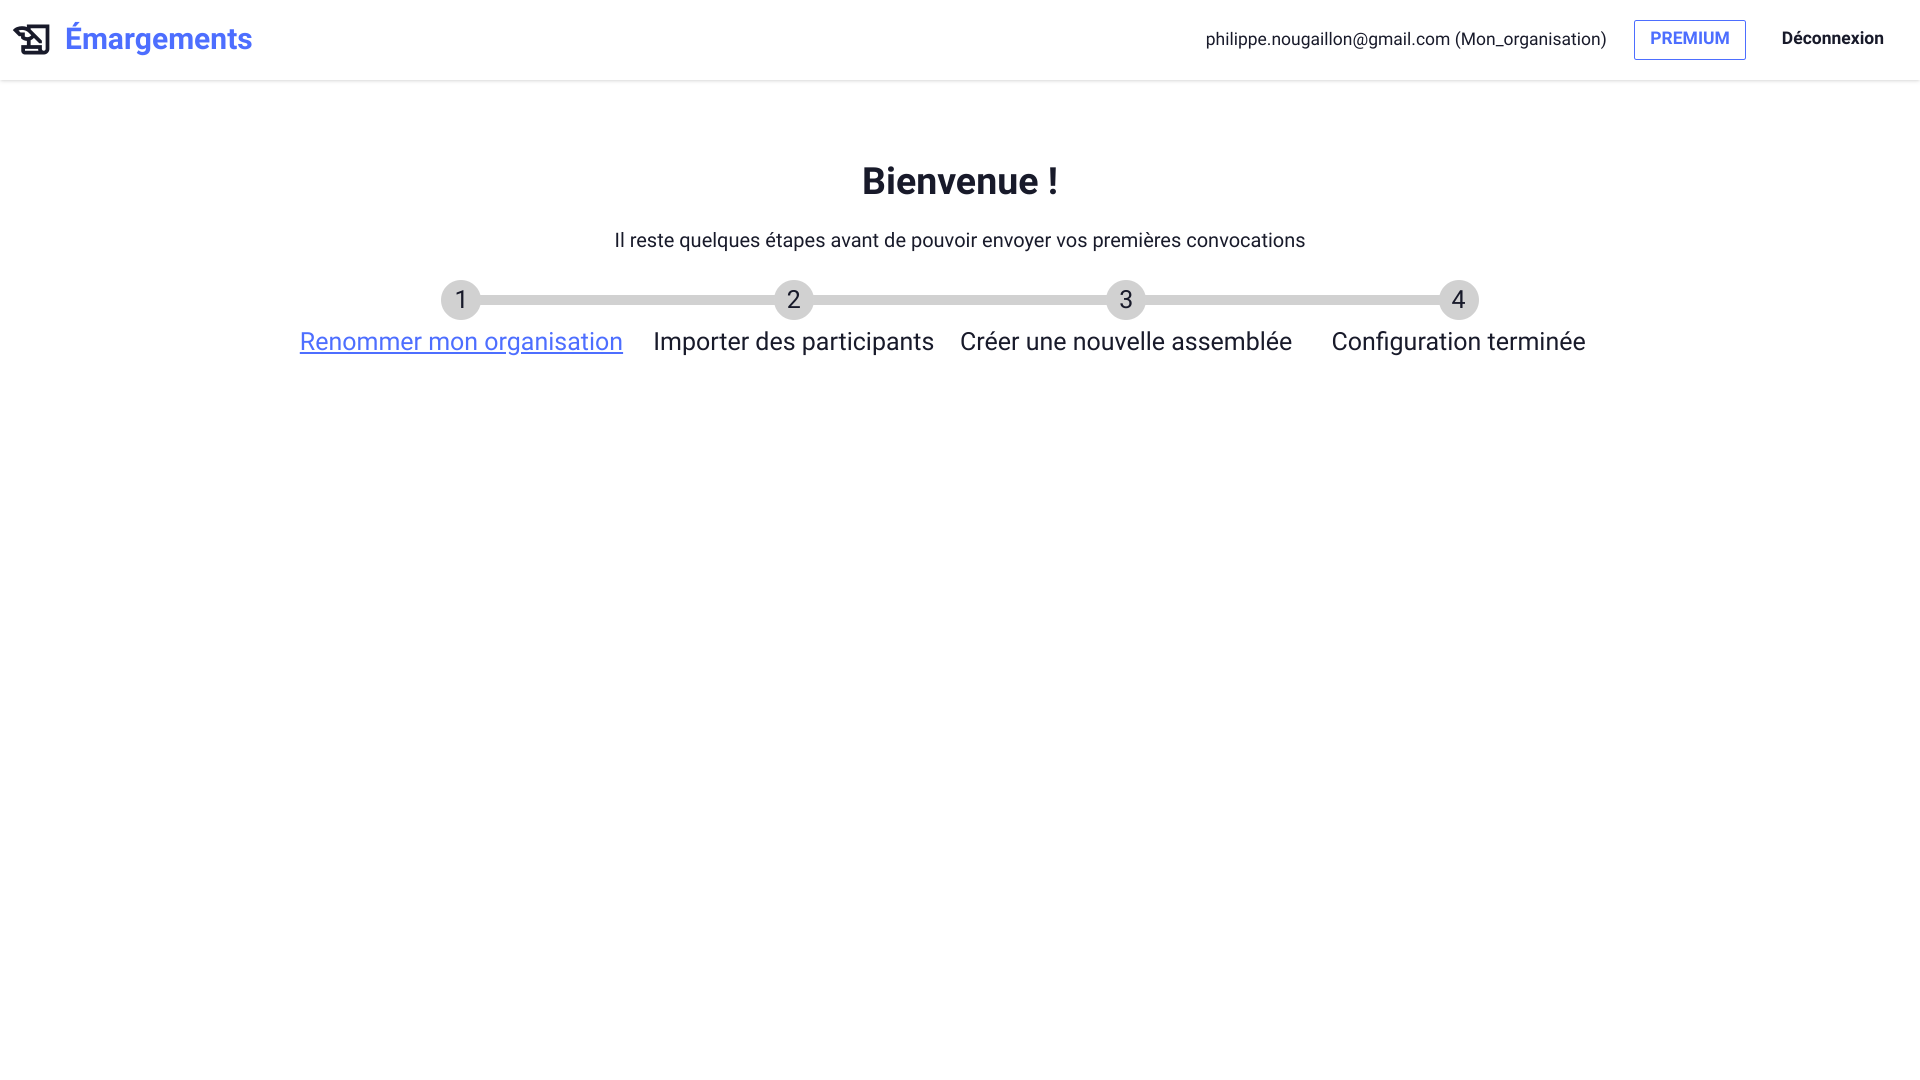 Émargements
philippe.nougaillon@gmail.com (Mon_organisation)
PREMIUM
Déconnexion
Bienvenue !
Il reste quelques étapes avant de pouvoir envoyer vos premières convocations
1
2
3
4
Renommer mon organisation
Importer des participants
Créer une nouvelle assemblée
Configuration terminée